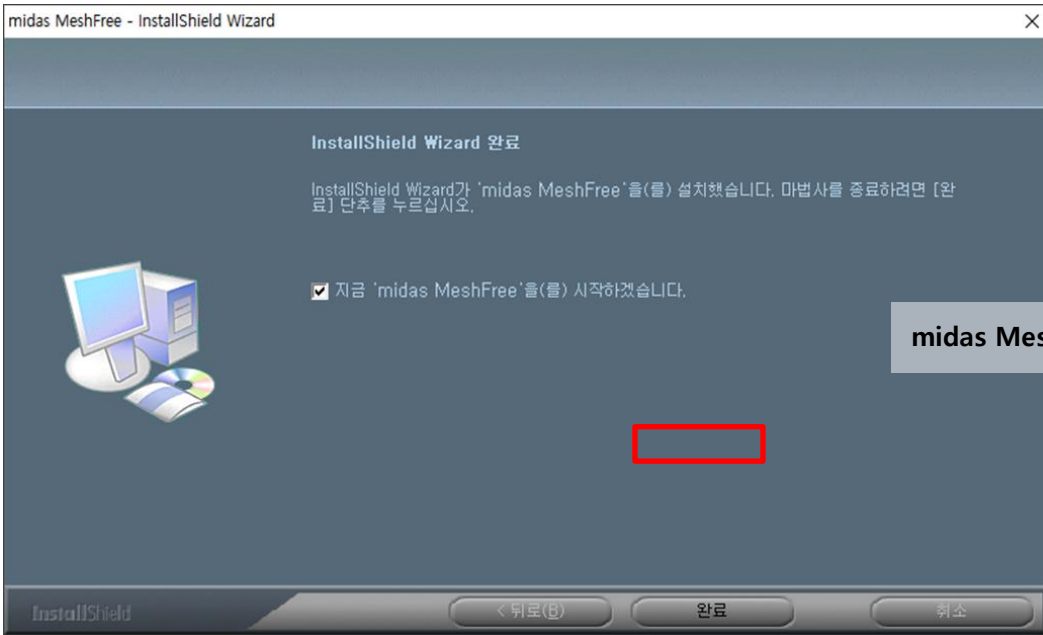 midas MeshFree - InstallShield Wizard
InstallShield Wizard 완료
InstallShield Wizard가 'midas MeshFree'을(를) 설치했습니다. 마법사를 종료하려면 [완
료] 단추를 누르십시오.
지금 'midas MeshFree'을(를) 시작하겠습니다.
midas Mes
InstallShield
< 뒤로(B)
완료
취소